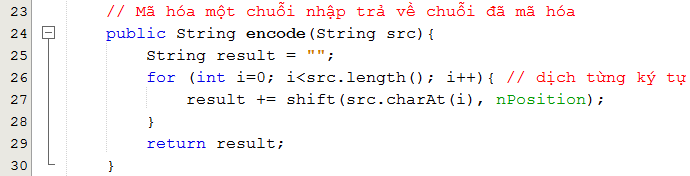 23 // Mã hóa một chuỗi nhập trả về chuỗi đã mã hóa
24 public String encode(String src){
25 String result = "";
26 for (int i=0; i<src.length(); i++){ // dịch từng ký tự
27 result += shift(src.charAt(i), nPosition);
28 }
29 return result;
30 }